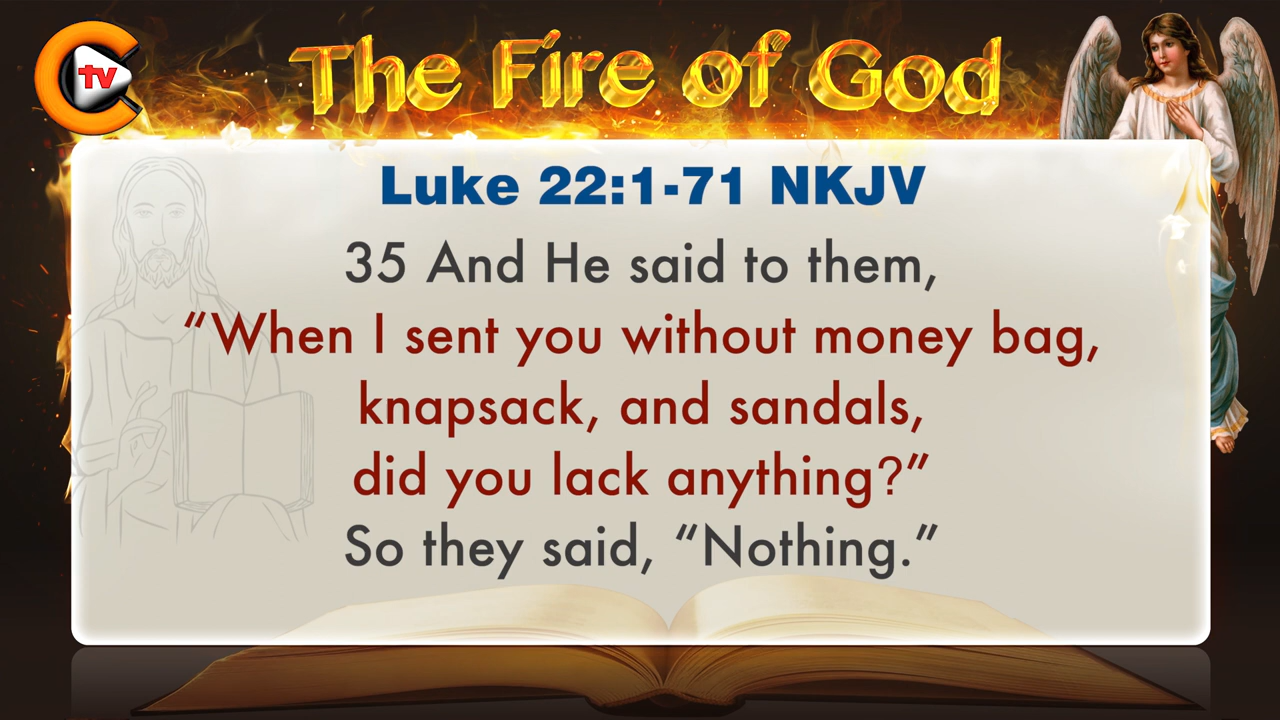 tv
The Fire of God
Luke 22:1-71 NKJV
35 And He said to them,
“When I sent you without money bag,
knapsack, and sandals,
did you lack anything?”
So they said, “Nothing.”